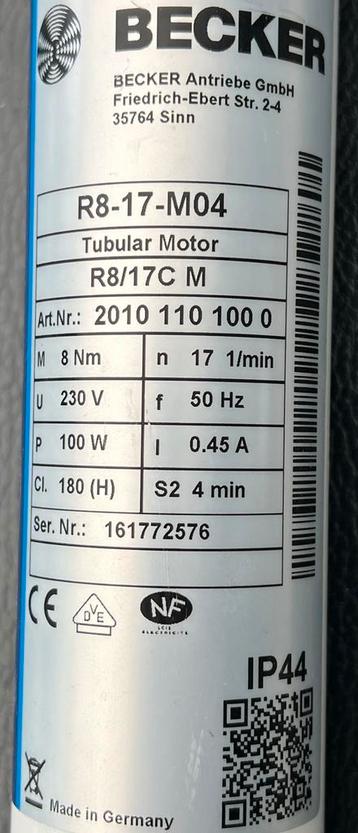 BECKER
BECKER Antriebe GmbH
Friedrich-Ebert Str. 2-4
35764 Sinn
R8-17-M04
Tubular Motor
R8/17C M
Art.Nr.: 2010 110 100 0
M 8 Nm n 17 1/min
U 230 V f 50 Hz
P 100 W I 0.45 A
Cl. 180 (H) S2 4 min
Ser. Nr.: 161772576
CE DVE NF
LCIE
ELECTRICITE
IP44
Made in Germany